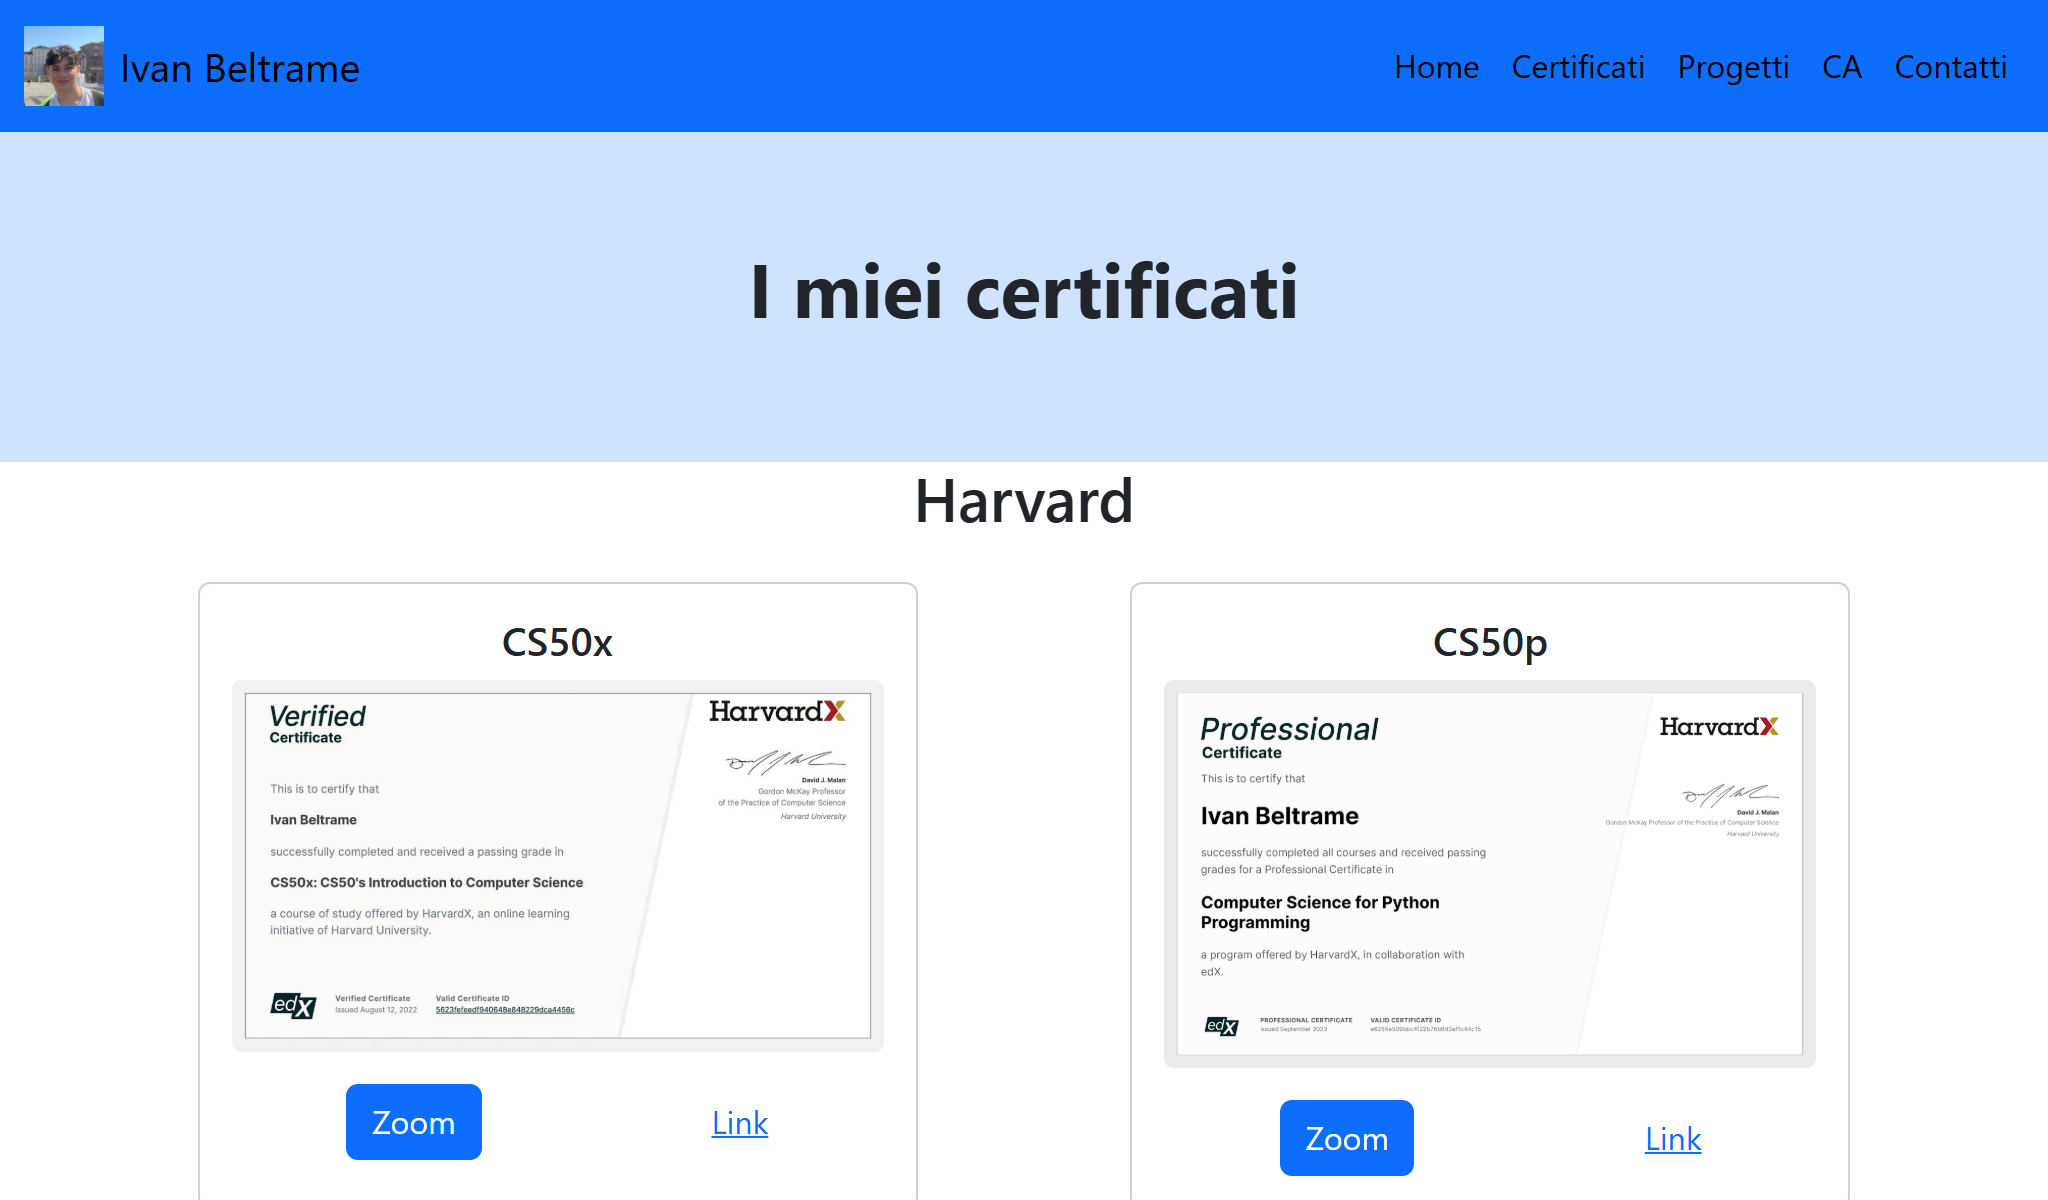 Ivan Beltrame
Home Certificati Progetti CA Contatti
I miei certificati
Harvard
CS50x
Verified
Certificate
HarvardX
David J. Malan
Gordon McKay Professor
of the Practice of Computer Science
Harvard University
This is to certify that
Ivan Beltrame
successfully completed and received a passing grade in
CS50x: CS50's Introduction to Computer Science
a course of study offered by HarvardX, an online learning
initiative of Harvard University.
edX
Verified Certificate
Issued August 12, 2022
Valid Certificate ID
Zoom
Link
CS50p
Professional
Certificate
HarvardX
David J. Malan
Gordon McKay Professor of the Practice of Computer Science
Harvard University
This is to certify that
Ivan Beltrame
successfully completed all courses and received passing
grades for a Professional Certificate in
Computer Science for Python
Programming
a program offered by HarvardX, in collaboration with
edX.
edX
PROFESSIONAL CERTIFICATE
Issued September 2023
VALID CERTIFICATE ID
Zoom
Link